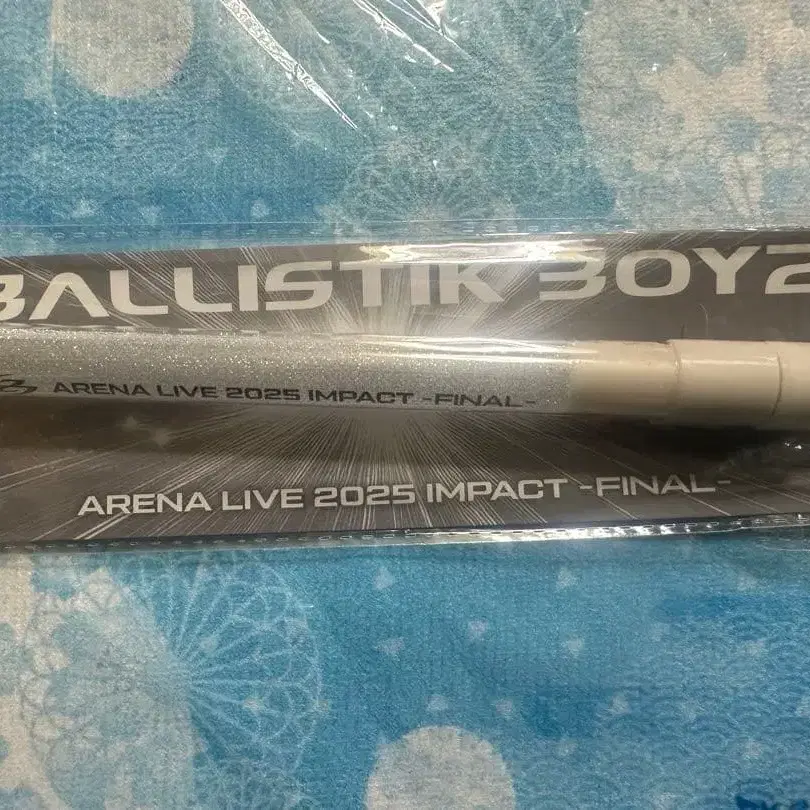 BALLISTIK BOYZ
ARENA LIVE 2025 IMPACT -FINAL-
ARENA LIVE 2025 IMPACT -FINAL-